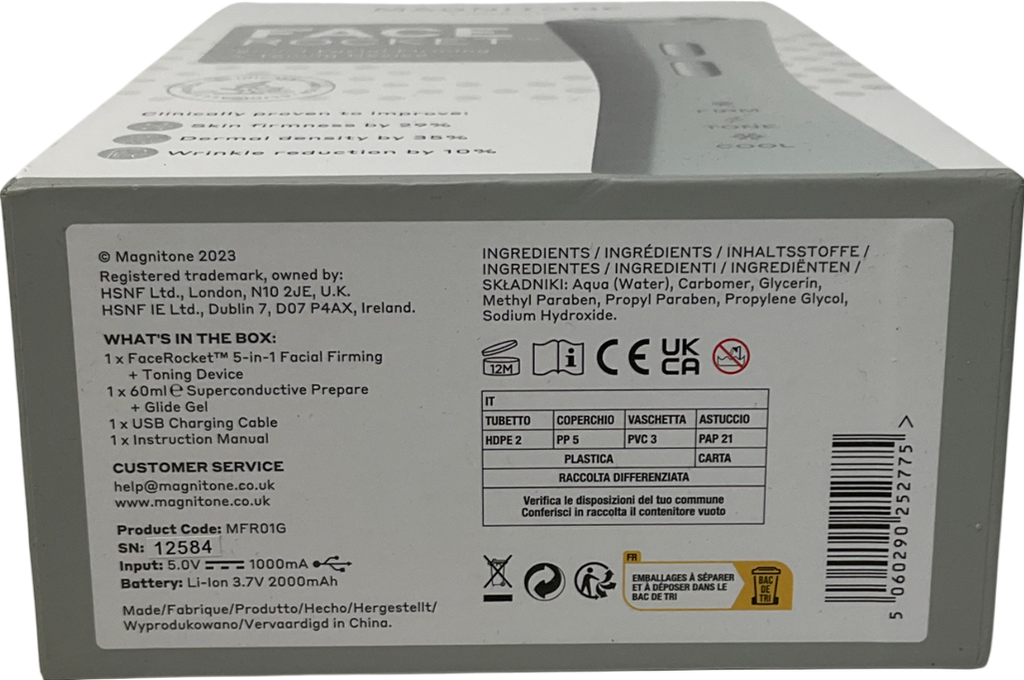 MAGNITONE
FACE
ROCKET
Clinically proven to improve:
Skin firmness by 29%
Dermal density by 35%
Wrinkle reduction by 10%
FIRM
TONE
COOL
© Magnitone 2023
Registered trademark, owned by:
HSNF Ltd., London, N10 2JE, U.K.
HSNF IE Ltd., Dublin 7, D07 P4AX, Ireland.
WHAT'S IN THE BOX:
1 x FaceRocket™ 5-in-1 Facial Firming
+ Toning Device
1 x 60ml ℮ Superconductive Prepare
+ Glide Gel
1 x USB Charging Cable
1 x Instruction Manual
CUSTOMER SERVICE
help@magnitone.co.uk
www.magnitone.co.uk
Product Code: MFR01G
SN: 12584
Input: 5.0V 1000mA
Battery: Li-Ion 3.7V 2000mAh
Made/Fabrique/Produtto/Hecho/Hergestellt/
Wyprodukowano/Vervaardigd in China.
INGREDIENTS / INGRÉDIENTS / INHALTSSTOFFE /
INGREDIENTES / INGREDIENTI / INGREDIËNTEN /
SKŁADNIKI: Aqua (Water), Carbomer, Glycerin,
Methyl Paraben, Propyl Paraben, Propylene Glycol,
Sodium Hydroxide.
12M
CE
UK
CA
IT
TUBETTO COPERCHIO VASCHETTA ASTUCCIO
HDPE 2 PP 5 PVC 3 PAP 21
PLASTICA CARTA
RACCOLTA DIFFERENZIATA
Verifica le disposizioni del tuo commune
Conferisci in raccolta il contenitore vuoto
FR
EMBALLAGES À SÉPARER
ET À DÉPOSER DANS LE
BAC DE TRI
BAC
DE
TRI
5 060290 252775 >